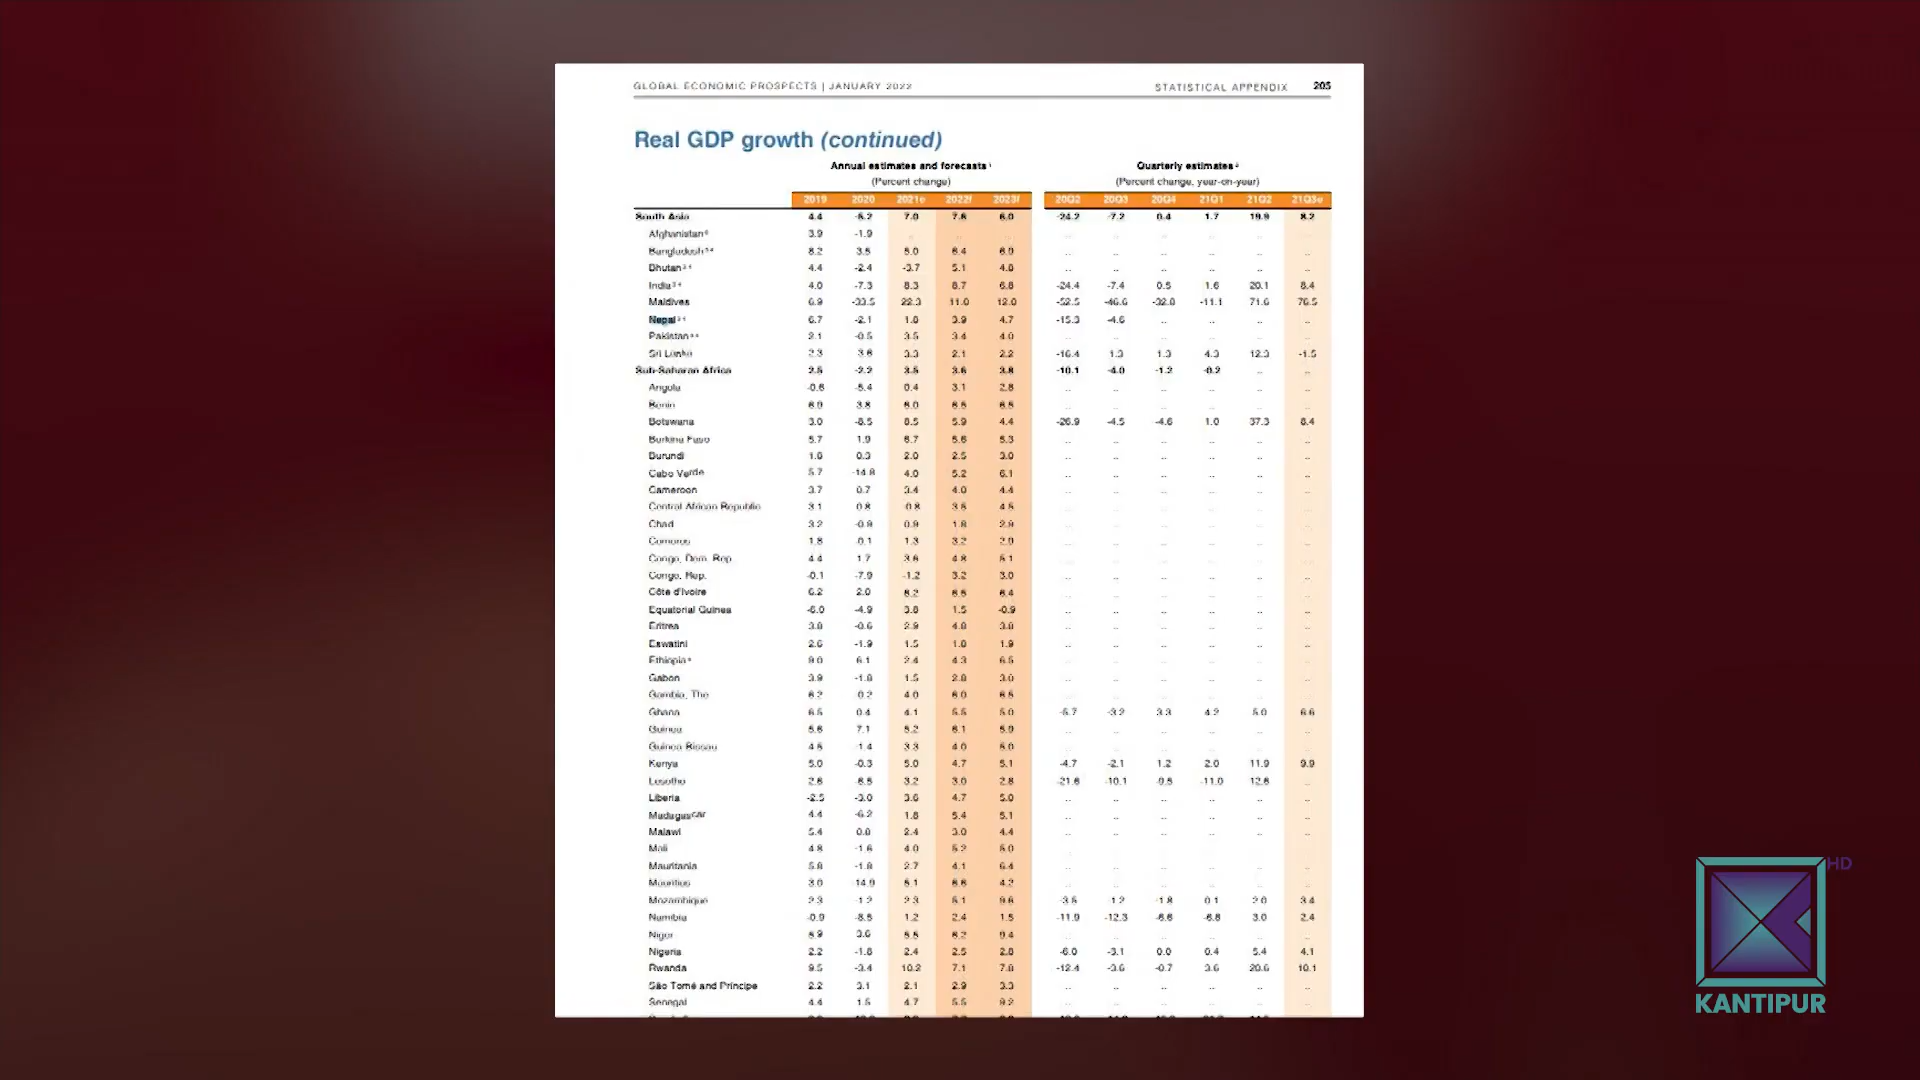 GLOBAL ECONOMIC PROSPECTS | JANUARY 2022 STATISTICAL APPENDIX 205
Real GDP growth (continued)
Annual estimates and forecasts ¹ Quarterly estimates ²
(Percent change) (Percent change, year-on-year)
2019 2020 2021e 2022f 2023f 20Q2 20Q3 20Q4 21Q1 21Q2 21Q3e
South Asia 4.4 -5.2 7.0 7.6 6.0 -24.2 -7.2 0.4 1.7 19.9 8.2
Afghanistan 3.9 -1.9 .. .. .. .. .. .. .. .. ..
Bangladesh 8.2 3.5 5.0 6.4 6.9 .. .. .. .. .. ..
Bhutan 4.4 -2.4 -3.7 5.1 4.8 .. .. .. .. .. ..
India 4.0 -7.3 8.3 8.7 6.8 -24.4 -7.4 0.5 1.6 20.1 8.4
Maldives 6.9 -33.5 22.3 11.0 12.0 -52.5 -46.6 -32.0 -11.1 71.6 76.5
Nepal 6.7 -2.1 1.8 3.9 4.7 -15.3 -4.6 .. .. .. ..
Pakistan 2.1 -0.5 3.5 3.4 4.0 .. .. .. .. .. ..
Sri Lanka 2.3 3.6 3.3 2.1 2.2 -16.4 1.3 1.3 4.3 12.3 -1.5
Sub-Saharan Africa 2.5 -2.2 3.5 3.6 3.8 -10.1 -4.0 -1.2 -0.2 .. ..
Angola -0.6 -5.4 0.4 3.1 2.8 .. .. .. .. .. ..
Benin 6.9 3.8 6.0 6.5 6.5 .. .. .. .. .. ..
Botswana 3.0 -8.5 8.5 5.9 4.4 -26.9 -4.5 -4.6 1.0 37.3 8.4
Burkina Faso 5.7 1.9 6.7 5.6 5.3 .. .. .. .. .. ..
Burundi 1.8 0.3 2.0 2.5 3.0 .. .. .. .. .. ..
Cabo Verde 5.7 -14.8 4.0 5.2 6.1 .. .. .. .. .. ..
Cameroon 3.7 0.7 3.4 4.0 4.4 .. .. .. .. .. ..
Central African Republic 3.1 0.8 -0.8 3.5 4.5
Chad 3.2 -0.9 0.9 1.8 2.9 .. .. .. .. .. ..
Comoros 1.8 -0.1 1.3 3.2 2.9 .. .. .. .. .. ..
Congo, Dem. Rep. 4.4 1.7 3.6 4.8 5.1
Congo, Rep. -0.1 -7.9 -1.2 3.2 3.0 .. .. .. .. .. ..
Côte d'Ivoire 6.2 2.0 6.2 6.5 6.4 .. .. .. .. .. ..
Equatorial Guinea -6.0 -4.9 3.8 1.5 -0.9 .. .. .. .. .. ..
Eritrea 3.8 -0.6 2.9 4.8 3.8 .. .. .. .. .. ..
Eswatini 2.6 -1.9 1.5 1.8 1.9 .. .. .. .. .. ..
Ethiopia 9.0 6.1 2.4 4.3 6.5 .. .. .. .. .. ..
Gabon 3.9 -1.8 1.5 2.8 3.0 .. .. .. .. .. ..
Gambia, The 6.2 -0.2 4.0 6.0 6.5
Ghana 6.5 0.4 4.1 5.5 5.0 -5.7 -3.2 3.3 4.2 5.0 6.6
Guinea 5.6 7.1 5.2 6.1 5.9 .. .. .. .. .. ..
Guinea-Bissau 4.5 -1.4 3.3 4.0 5.0
Kenya 5.0 -0.3 5.0 4.7 5.1 -4.7 -2.1 1.2 2.0 11.9 9.9
Lesotho 2.6 3.2 3.0 2.8 -21.6 -10.1 -9.5 -11.0 12.6 ..
Liberia -2.5 -3.0 3.6 4.7 5.0 .. .. .. .. .. ..
Madagascar 4.4 -6.2 1.8 5.4 5.1 .. .. .. .. .. ..
Malawi 5.4 0.8 2.4 3.0 4.4 .. .. .. .. .. ..
Mali 4.8 -1.6 4.0 5.2 5.0
Mauritania 5.8 -1.8 2.7 4.1 6.4 .. .. .. .. .. ..
Mauritius 3.0 -14.9 5.1 6.6 4.2 .. .. .. .. .. ..
Mozambique 2.3 -1.2 2.3 5.1 9.6 -3.5 -1.2 -1.8 0.1 2.0 3.4
Namibia -0.9 -8.5 1.2 2.4 1.5 -11.9 -12.3 -6.6 -6.8 3.0 2.4
Niger 5.9 3.6 5.5 6.2 9.4
Nigeria 2.2 -1.8 2.4 2.5 2.8 -6.0 -3.1 0.0 0.4 5.4 4.1
Rwanda 9.5 -3.4 10.2 7.1 7.8 -12.4 -3.6 -0.7 3.6 20.6 10.1
São Tomé and Príncipe 2.2 3.1 2.1 2.9 3.3 .. .. .. .. .. ..
Senegal 4.4 1.5 4.7 5.5 9.2 .. .. .. .. .. ..
HD
KANTIPUR